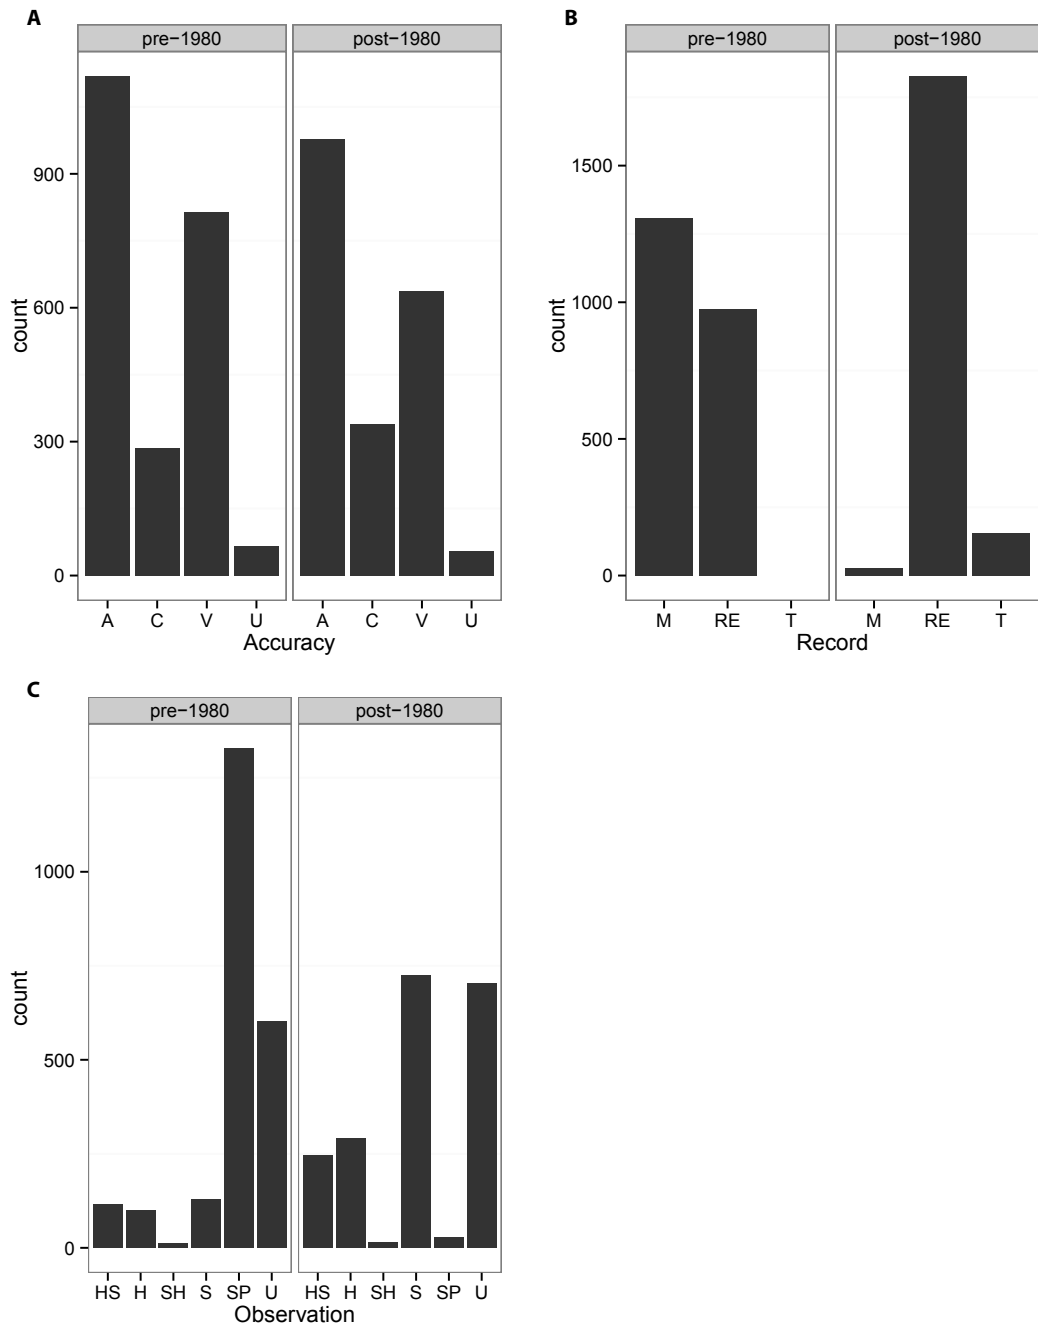 A
pre−1980 post−1980
count
900
600
300
0
A C V U A C V U
Accuracy
B
pre−1980 post−1980
count
1500
1000
500
0
M RE T M RE T
Record
C
pre−1980 post−1980
count
1000
500
0
HS H SH S SP U HS H SH S SP U
Observation